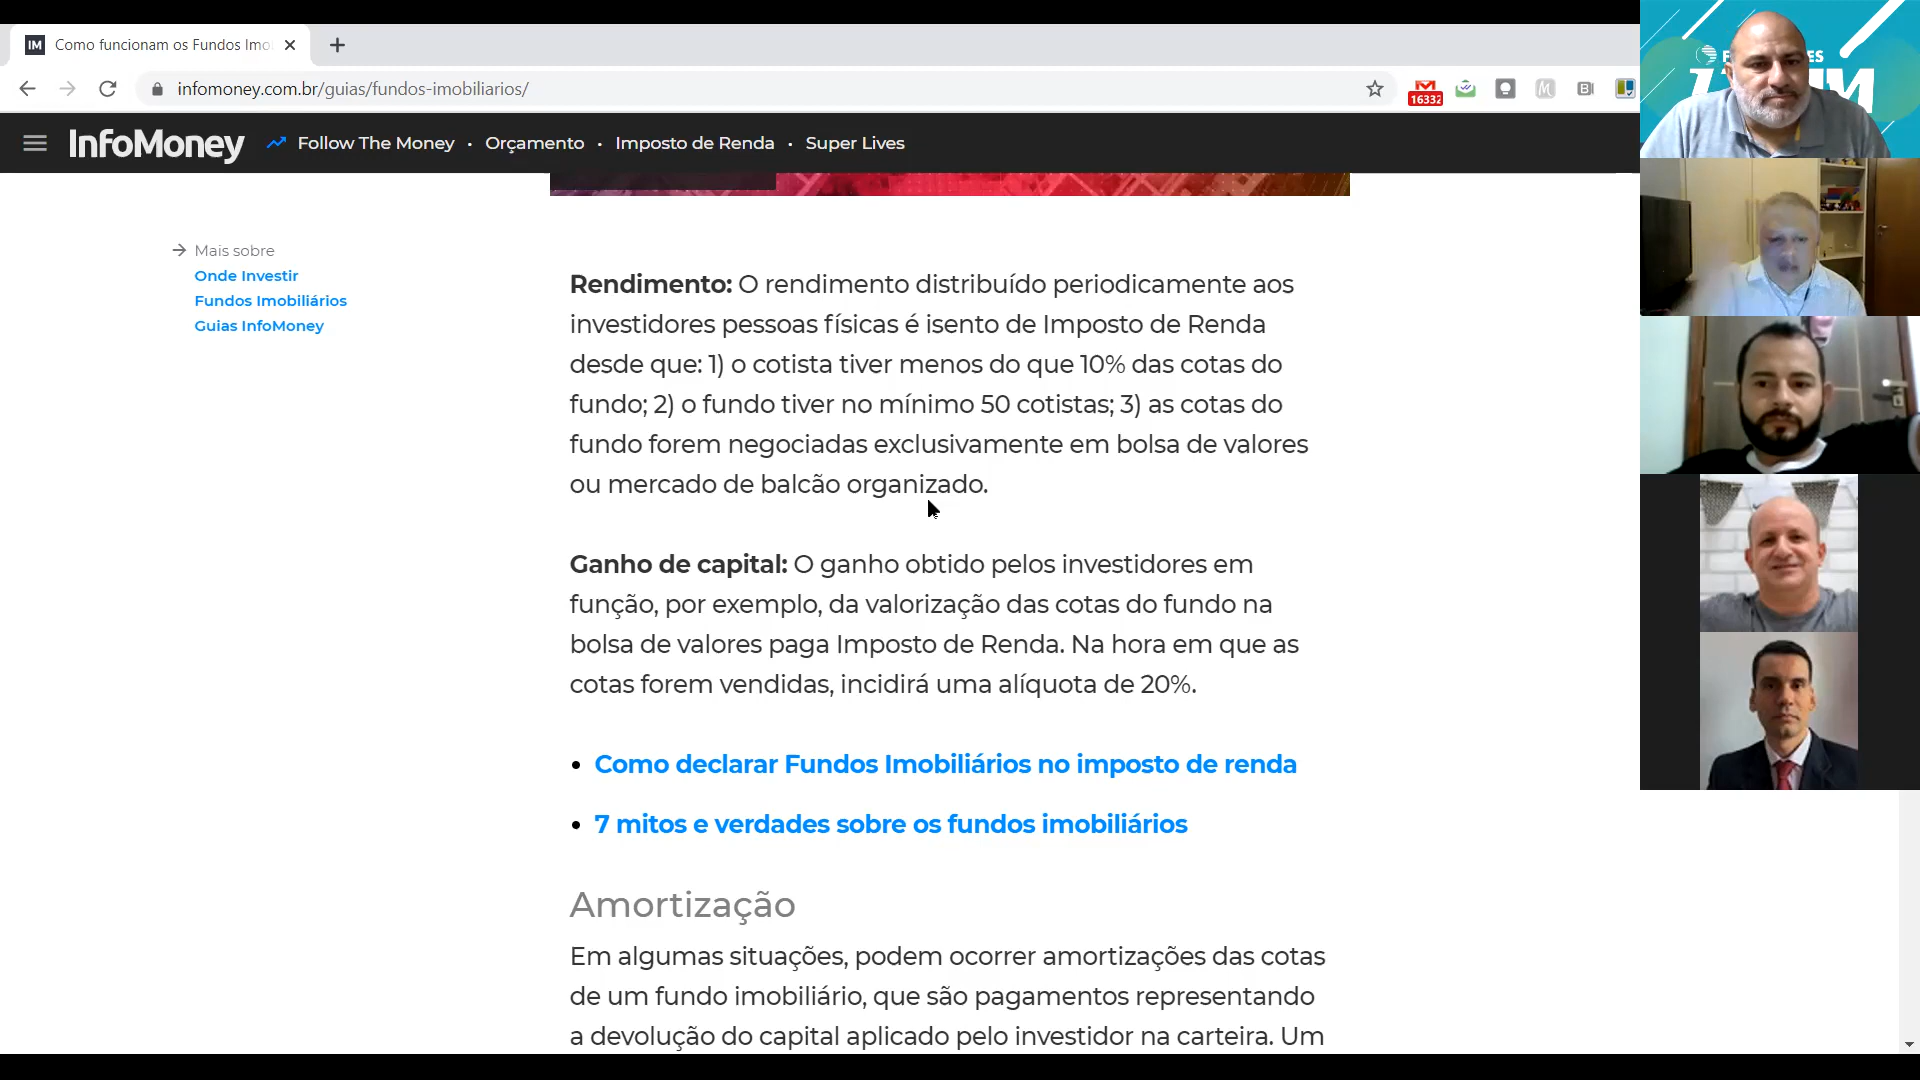 IM Como funcionam os Fundos Imo
infomoney.com.br/guias/fundos-imobiliarios/
16332
InfoMoney Follow The Money • Orçamento • Imposto de Renda • Super Lives
Mais sobre
Onde Investir
Fundos Imobiliários
Guias InfoMoney
Rendimento: O rendimento distribuído periodicamente aos
investidores pessoas físicas é isento de Imposto de Renda
desde que: 1) o cotista tiver menos do que 10% das cotas do
fundo; 2) o fundo tiver no mínimo 50 cotistas; 3) as cotas do
fundo forem negociadas exclusivamente em bolsa de valores
ou mercado de balcão organizado.
Ganho de capital: O ganho obtido pelos investidores em
função, por exemplo, da valorização das cotas do fundo na
bolsa de valores paga Imposto de Renda. Na hora em que as
cotas forem vendidas, incidirá uma alíquota de 20%.
• Como declarar Fundos Imobiliários no imposto de renda
• 7 mitos e verdades sobre os fundos imobiliários
Amortização
Em algumas situações, podem ocorrer amortizações das cotas
de um fundo imobiliário, que são pagamentos representando
a devolução do capital aplicado pelo investidor na carteira. Um